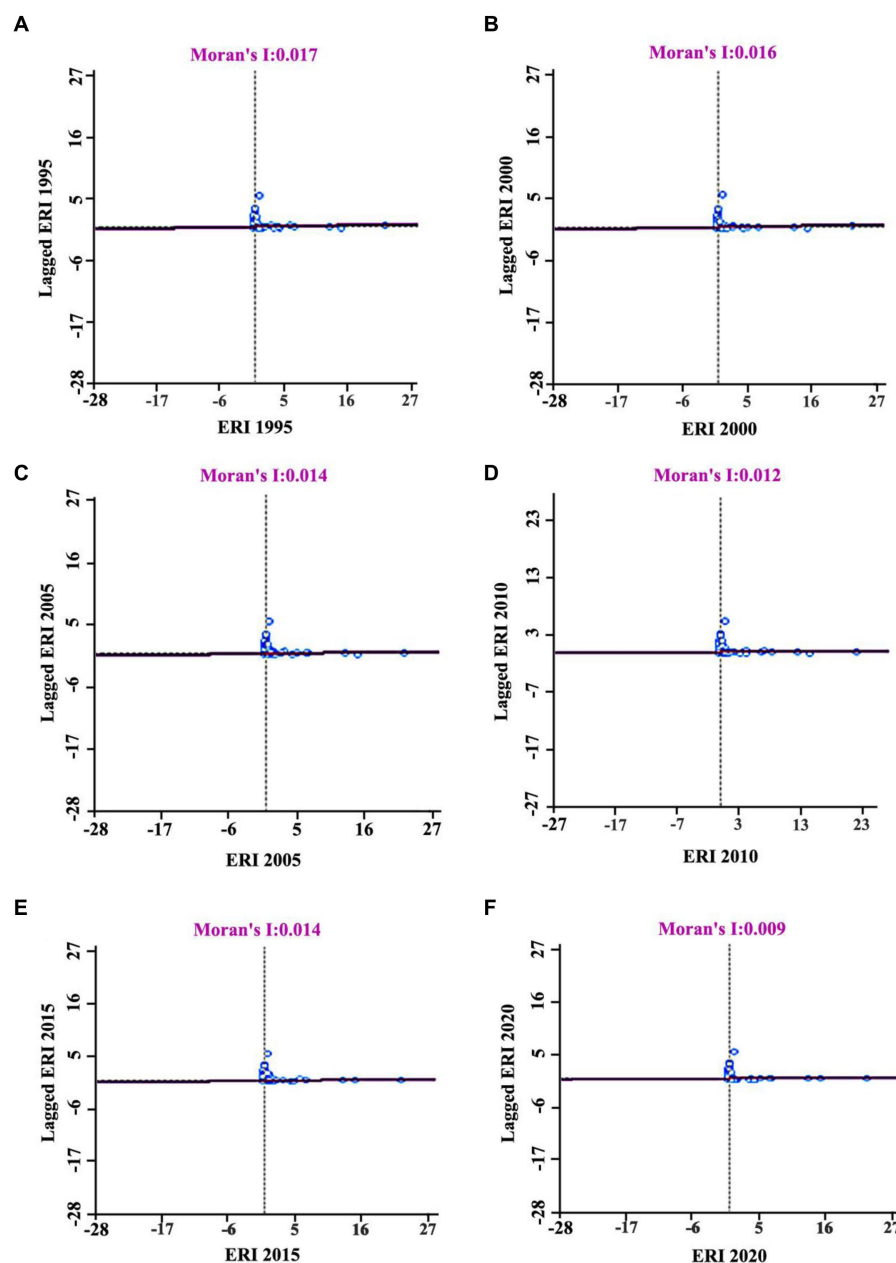 A
Moran's I:0.017
Lagged ERI 1995
27
16
5
-6
-17
-28
-28 -17 -6 5 16 27
ERI 1995
B
Moran's I:0.016
Lagged ERI 2000
27
16
5
-6
-17
-28
-28 -17 -6 5 16 27
ERI 2000
C
Moran's I:0.014
Lagged ERI 2005
27
16
5
-6
-17
-28
-28 -17 -6 5 16 27
ERI 2005
D
Moran's I:0.012
Lagged ERI 2010
23
13
3
-7
-17
-27
-27 -17 -7 3 13 23
ERI 2010
E
Moran's I:0.014
Lagged ERI 2015
27
16
5
-6
-17
-28
-28 -17 -6 5 16 27
ERI 2015
F
Moran's I:0.009
Lagged ERI 2020
27
16
5
-6
-17
-28
-28 -17 -6 5 16 27
ERI 2020